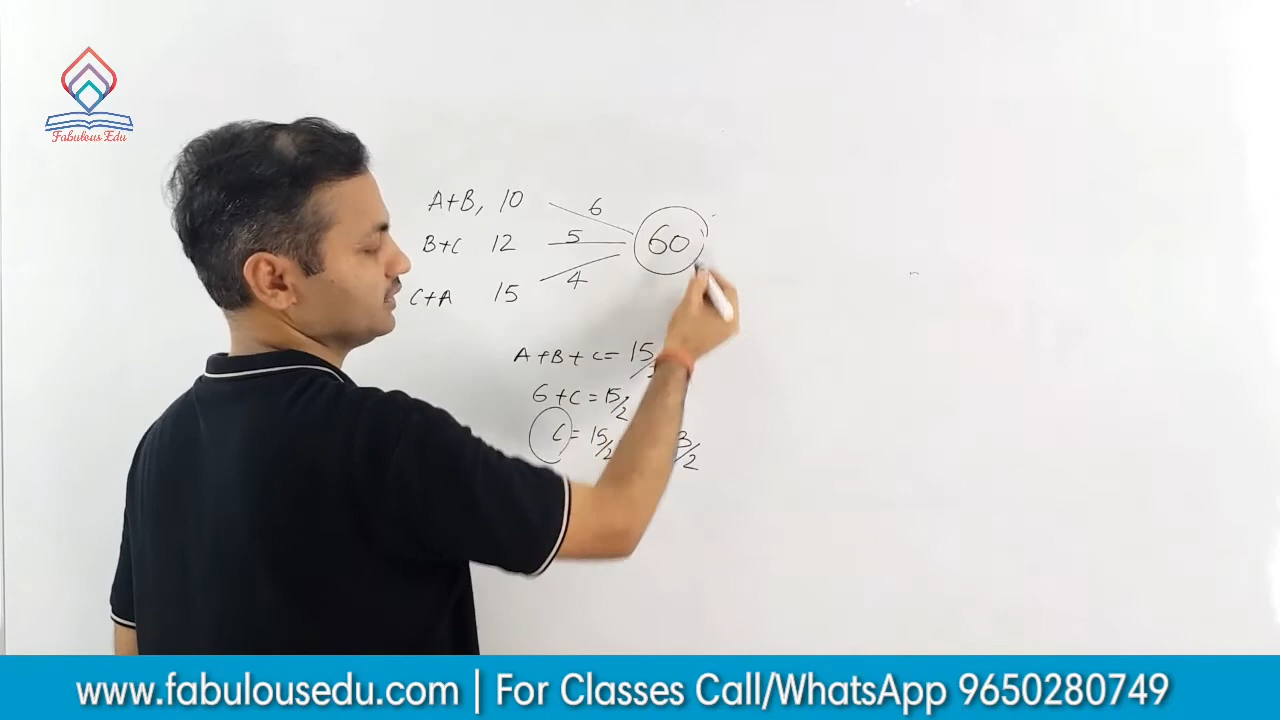 Fabulous Edu
A+B, 10 6
B+C 12 5 60
C+A 15 4
A+B+C= 15/
6+C = 15/2
C = 15/2 3/2
www.fabulousedu.com | For Classes Call/WhatsApp 9650280749